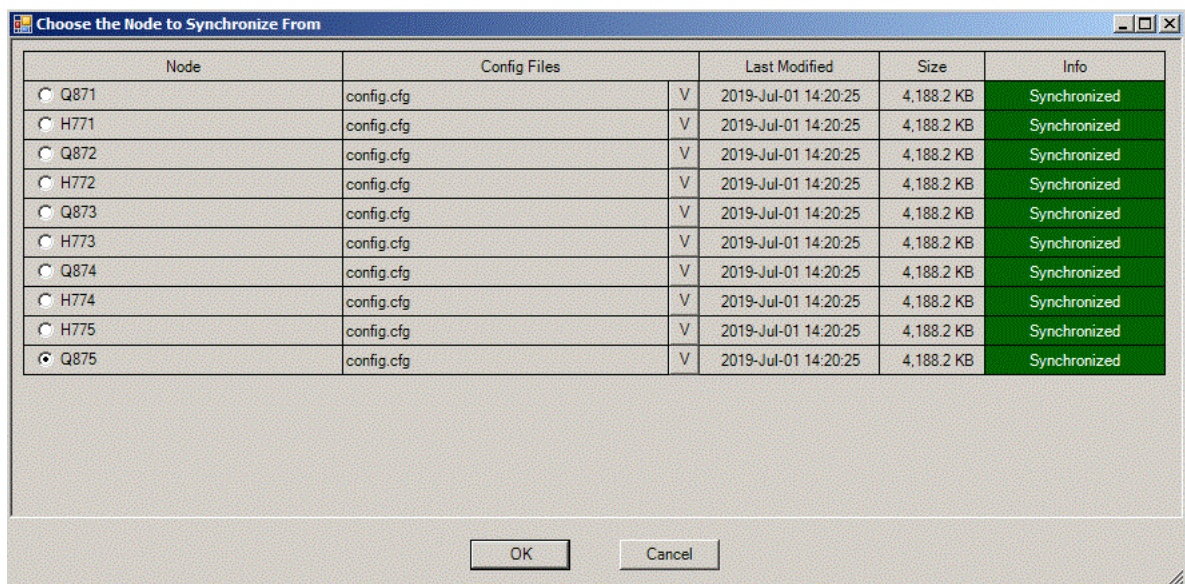 Choose the Node to Synchronize From
Node Config Files Last Modified Size Info
Q871 config.cfg V 2019-Jul-01 14:20:25 4,188.2 KB Synchronized
H771 config.cfg V 2019-Jul-01 14:20:25 4,188.2 KB Synchronized
Q872 config.cfg V 2019-Jul-01 14:20:25 4,188.2 KB Synchronized
H772 config.cfg V 2019-Jul-01 14:20:25 4,188.2 KB Synchronized
Q873 config.cfg V 2019-Jul-01 14:20:25 4,188.2 KB Synchronized
H773 config.cfg V 2019-Jul-01 14:20:25 4,188.2 KB Synchronized
Q874 config.cfg V 2019-Jul-01 14:20:25 4,188.2 KB Synchronized
H774 config.cfg V 2019-Jul-01 14:20:25 4,188.2 KB Synchronized
H775 config.cfg V 2019-Jul-01 14:20:25 4,188.2 KB Synchronized
Q875 config.cfg V 2019-Jul-01 14:20:25 4,188.2 KB Synchronized
OK Cancel